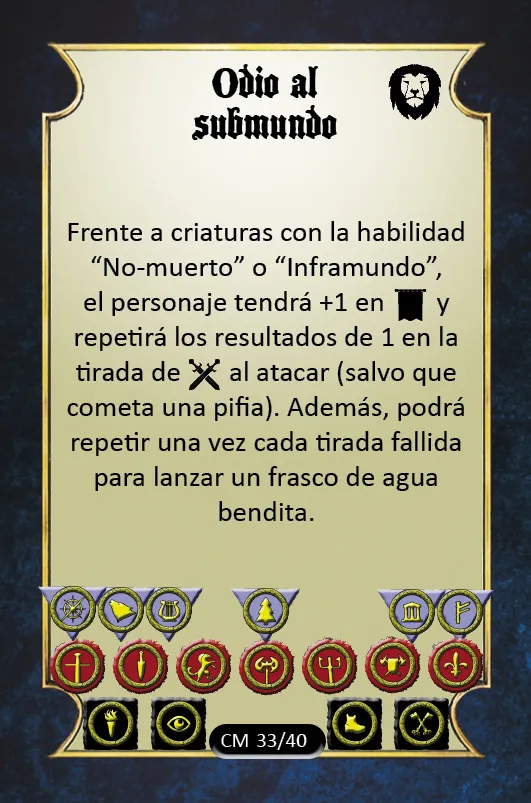 Odio al
submundo
Frente a criaturas con la habilidad
“No-muerto” o “Inframundo”,
el personaje tendrá +1 en y
repetirá los resultados de 1 en la
tirada de al atacar (salvo que
cometa una pifia). Además, podrá
repetir una vez cada tirada fallida
para lanzar un frasco de agua
bendita.
CM 33/40